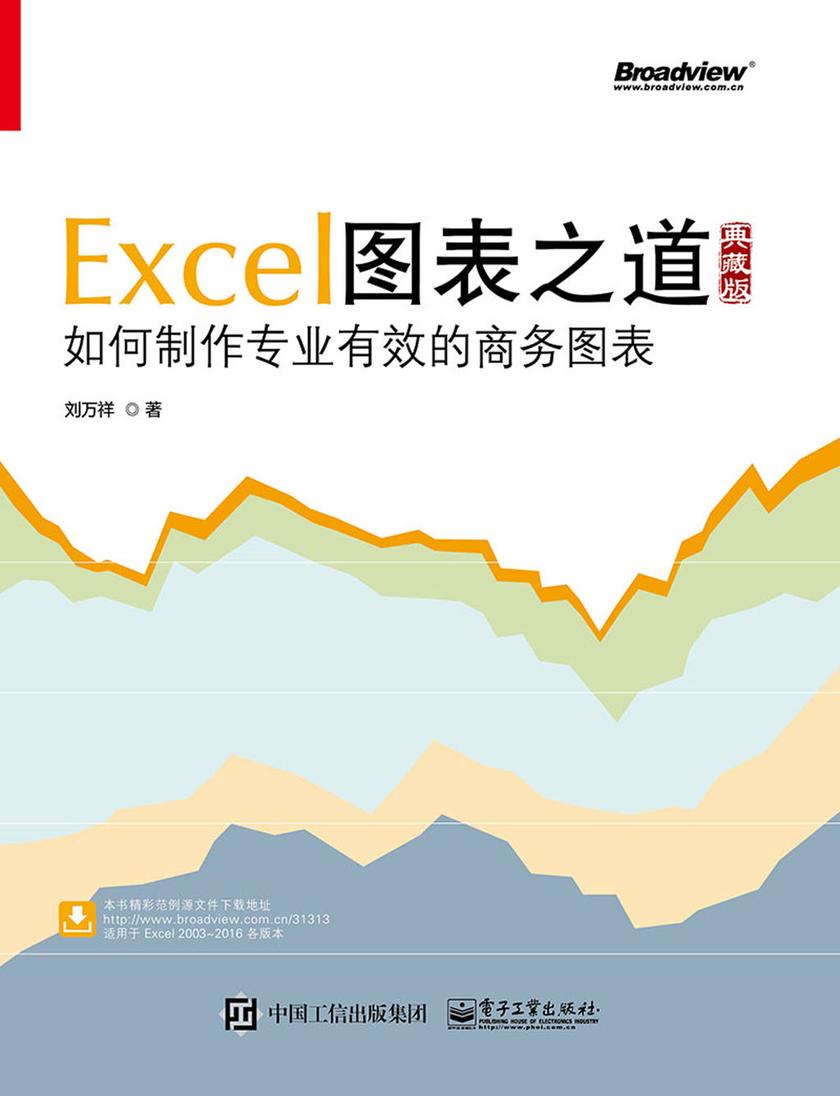 Broadview®
www.broadview.com.cn
Excel图表之道
典藏版
如何制作专业有效的商务图表
刘万祥 ◎ 著
本书精彩范例源文件下载地址
http://www.broadview.com.cn/31313
适用于 Excel 2003~2016 各版本
中国工信出版集团
電子工業出版社·
PUBLISHING HOUSE OF ELECTRONICS INDUSTRY
http://www.phei.com.cn